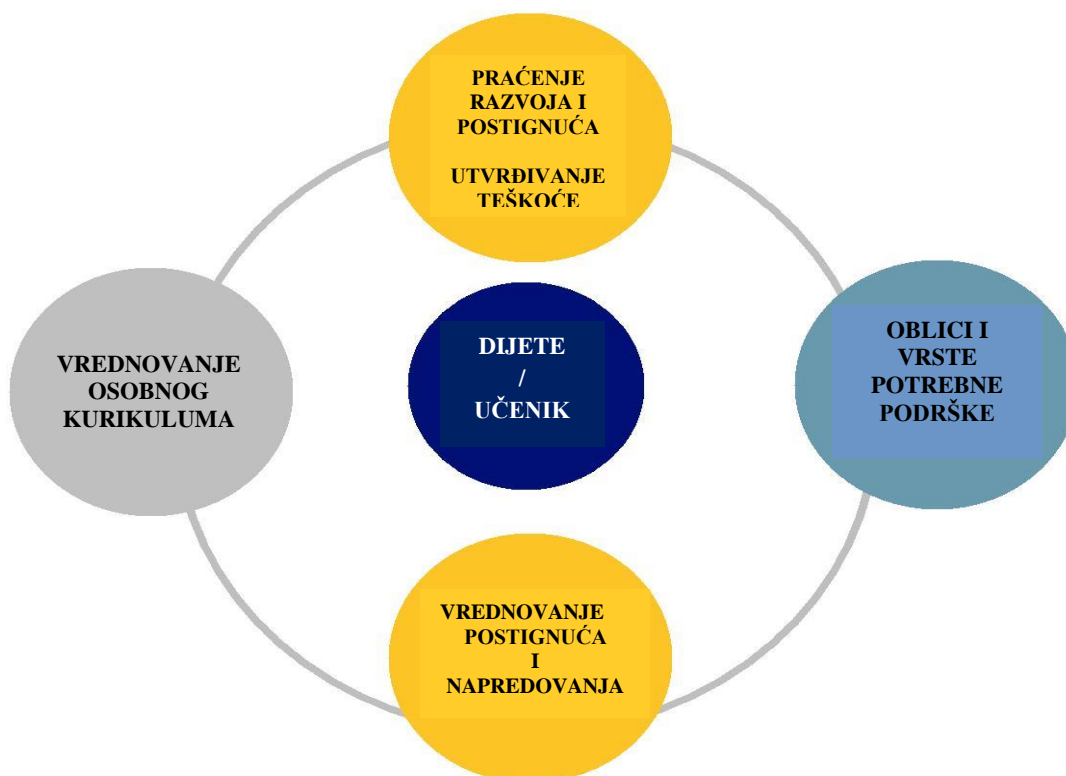 PRAĆENJE
RAZVOJA I
POSTIGNUĆA
UTVRĐIVANJE
TEŠKOĆE
VREDNOVANJE
OSOBNOG
KURIKULUMA
DIJETE
/
UČENIK
OBLICI I
VRSTE
POTREBNE
PODRŠKE
VREDNOVANJE
POSTIGNUĆA
I
NAPREDOVANJA